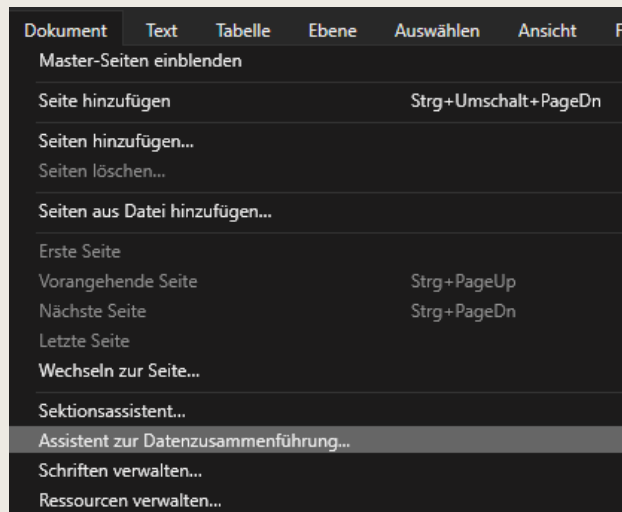 Dokument Text Tabelle Ebene Auswählen Ansicht
Master-Seiten einblenden
Seite hinzufügen Strg+Umschalt+PageDn
Seiten hinzufügen...
Seiten löschen...
Seiten aus Datei hinzufügen...
Erste Seite
Vorangehende Seite Strg+PageUp
Nächste Seite Strg+PageDn
Letzte Seite
Wechseln zur Seite...
Sektionsassistent...
Assistent zur Datenzusammenführung...
Schriften verwalten...
Ressourcen verwalten...